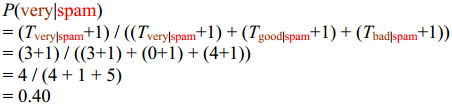 P(very|spam)
= (Tvery|spam+1) / ((Tvery|spam+1) + (Tgood|spam+1) + (Tbad|spam+1))
= (3+1) / ((3+1) + (0+1) + (4+1))
= 4 / (4 + 1 + 5)
= 0.40